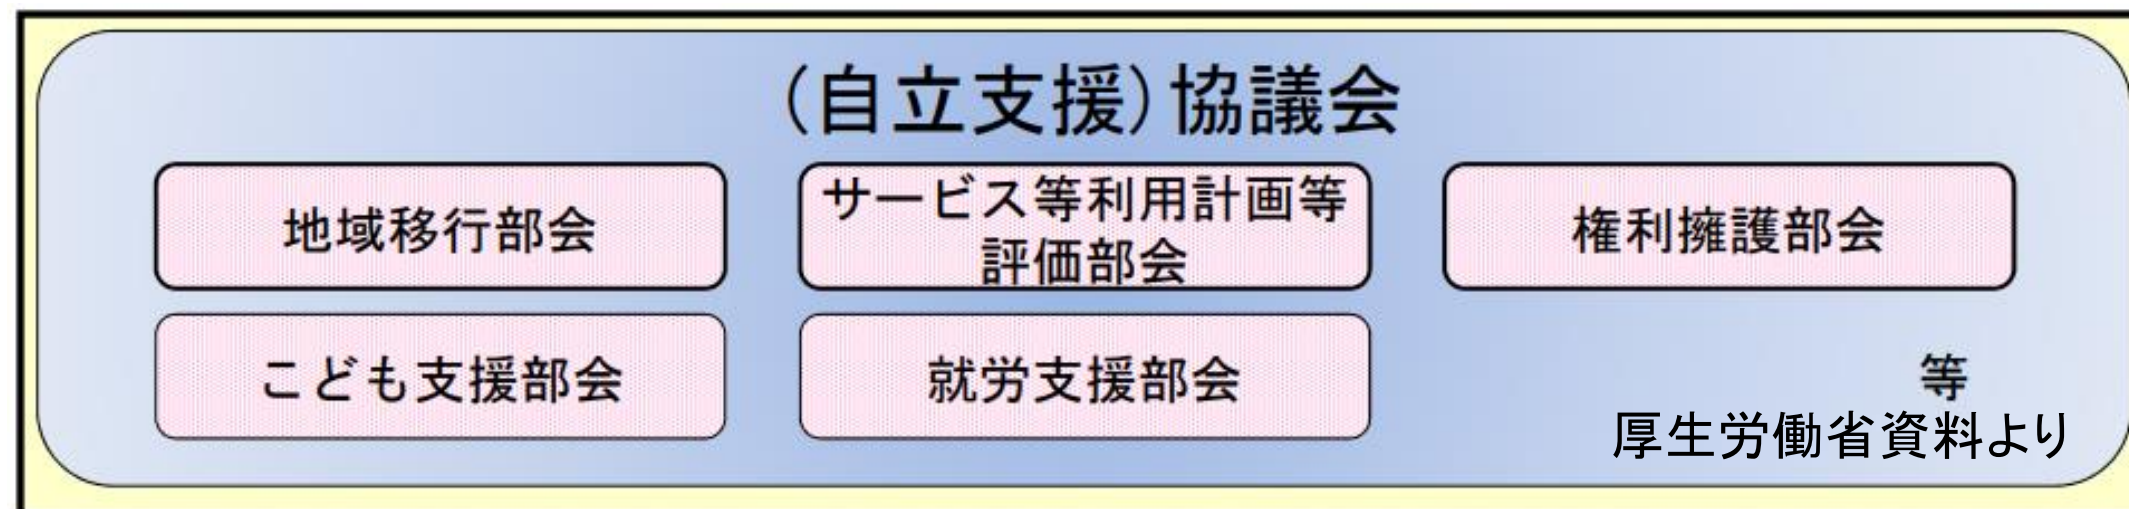 (自立支援)協議会
地域移行部会
サービス等利用計画等
評価部会
権利擁護部会
こども支援部会
就労支援部会
等
厚生労働省資料より